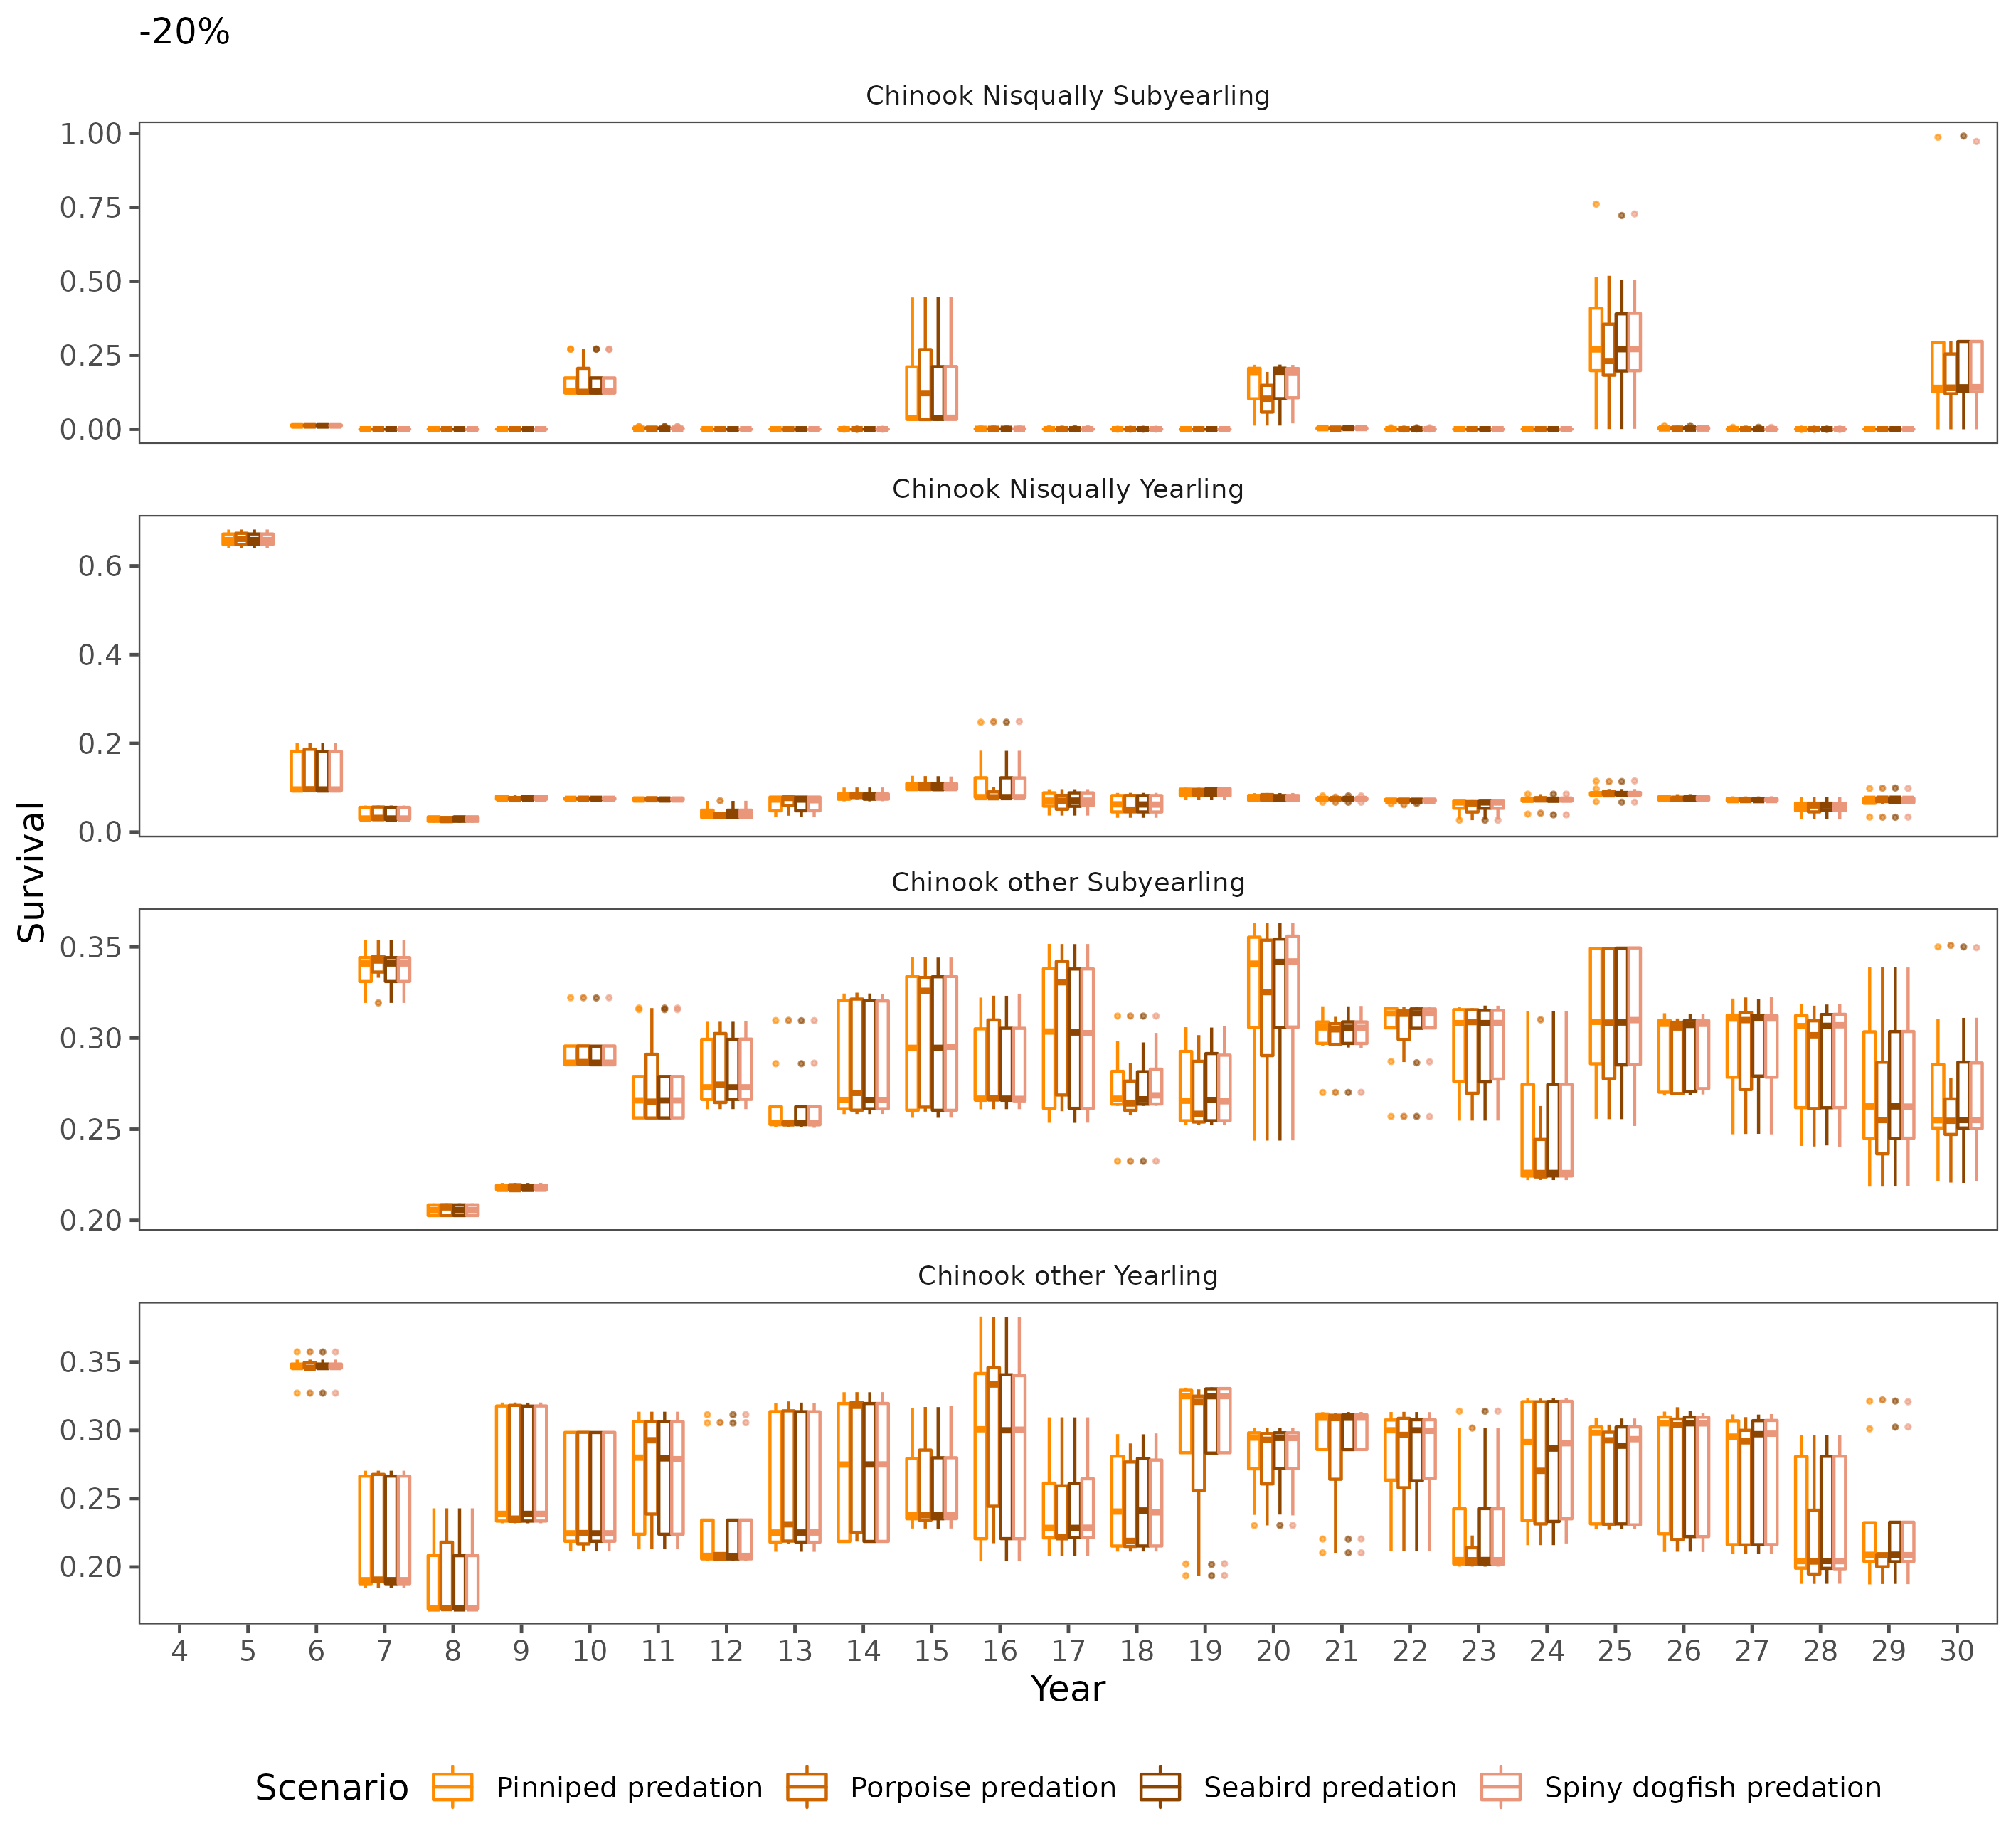 -20%
Chinook Nisqually Subyearling
1.00
0.75
0.50
0.25
0.00
Chinook Nisqually Yearling
0.6
0.4
0.2
0.0
Survival
Chinook other Subyearling
0.35
0.30
0.25
0.20
Chinook other Yearling
0.35
0.30
0.25
0.20
4 5 6 7 8 9 10 11 12 13 14 15 16 17 18 19 20 21 22 23 24 25 26 27 28 29 30
Year
Scenario Pinniped predation Porpoise predation Seabird predation Spiny dogfish predation